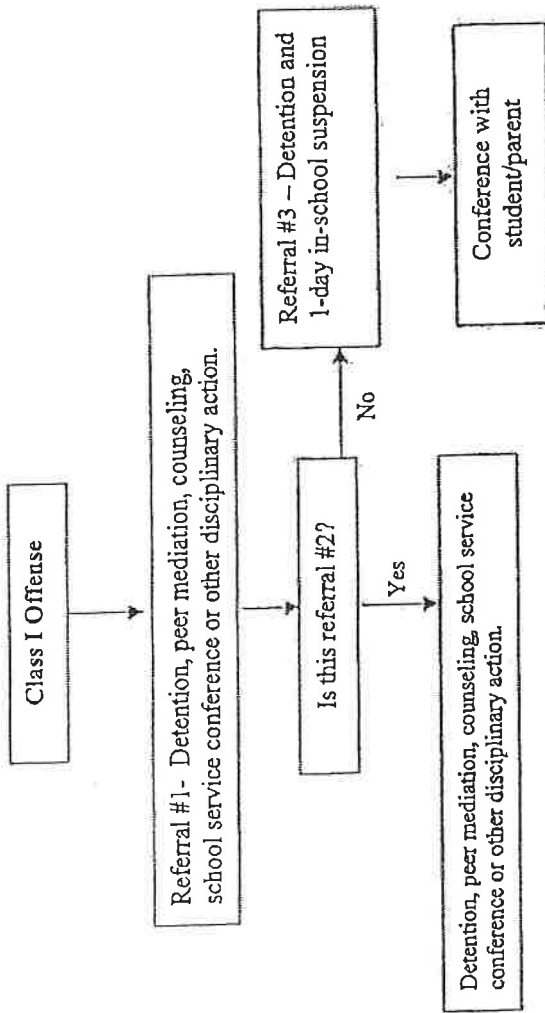 Class I Offense
Referral #1- Detention, peer mediation, counseling,
school service conference or other disciplinary action.
Is this referral #2?
No
Referral #3 – Detention and
1-day in-school suspension
Conference with
student/parent
Yes
Detention, peer mediation, counseling, school service
conference or other disciplinary action.